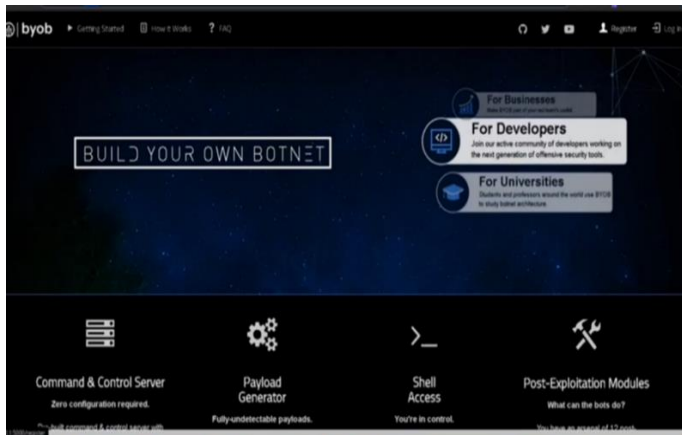 byob Getting Started How It Works ? FAQ Register Log in
For Businesses
For Developers
Join our active community of developers working on
the next generation of offensive security tools.
BUILD YOUR OWN BOTNET
For Universities
Students and professors around the world use BYOB
to study botnet architecture.
Command & Control Server
Zero configuration required.
Payload
Generator
Fully-undetectable payloads.
Shell
Access
You're in control.
Post-Exploitation Modules
What can the bots do?